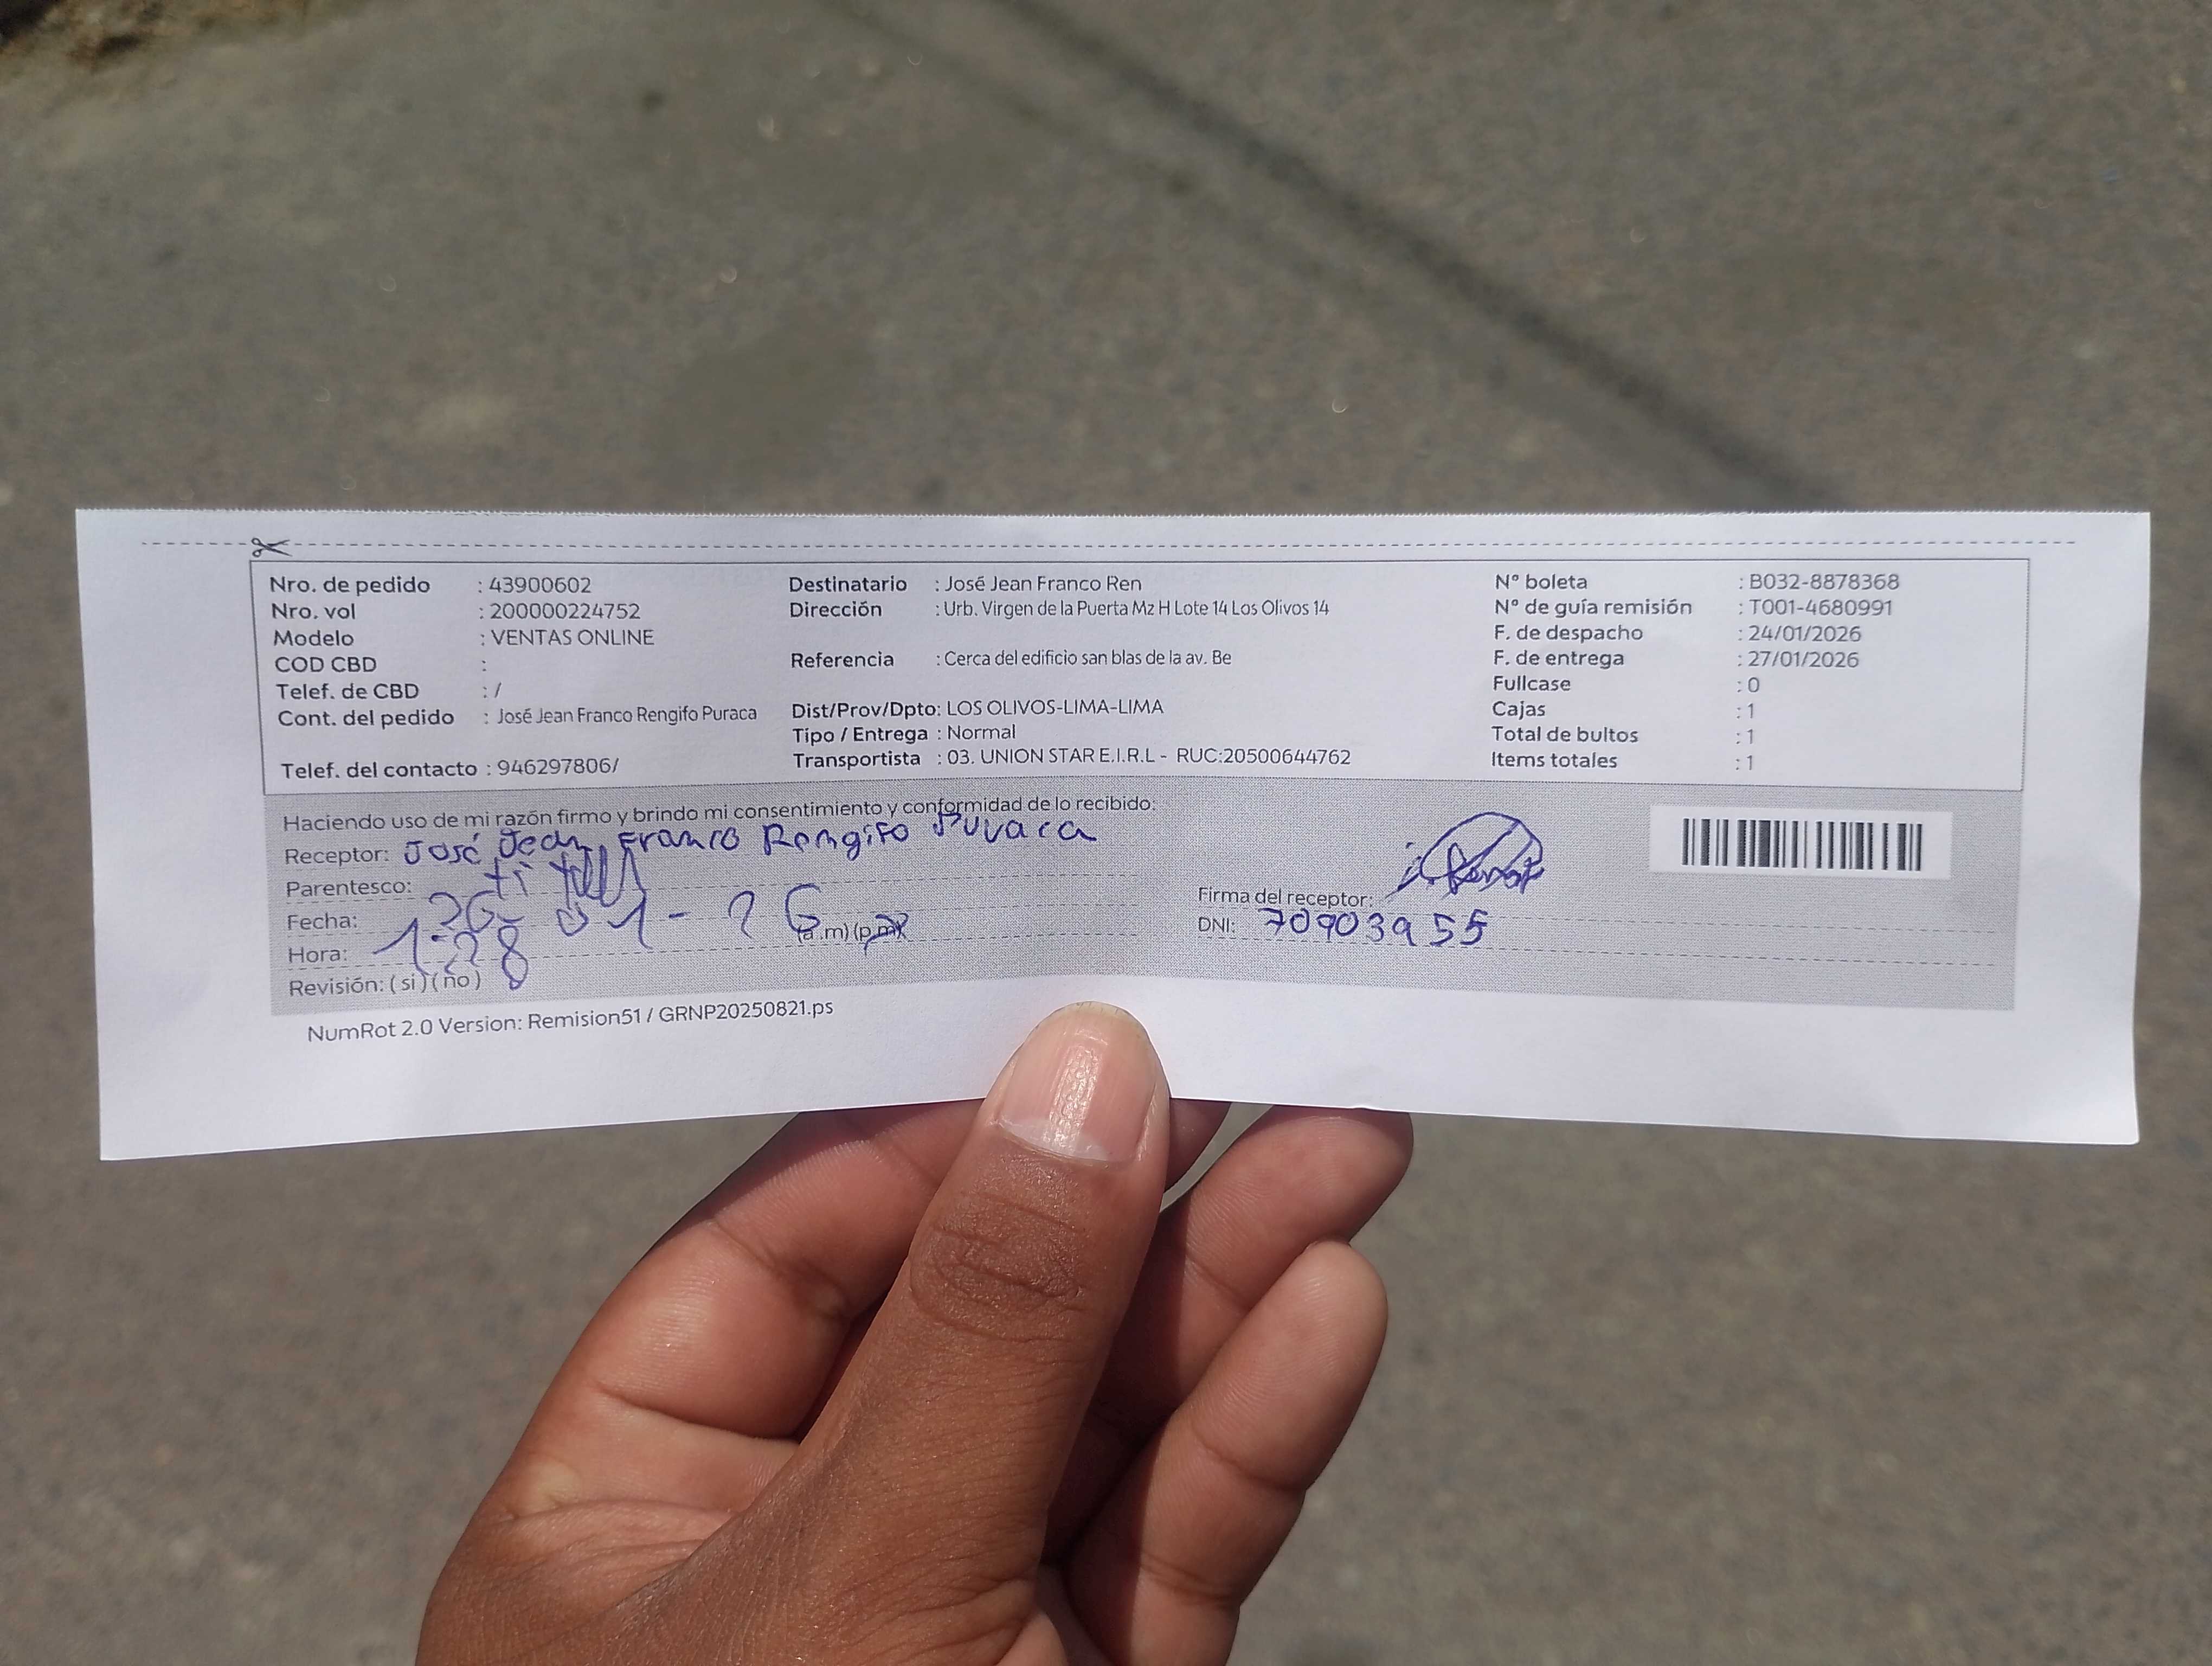 Nro. de pedido : 43900602
Nro. vol : 200000224752
Modelo : VENTAS ONLINE
COD CBD :
Telef. de CBD : /
Cont. del pedido : José Jean Franco Rengifo Puraca
Telef. del contacto : 946297806/
Destinatario : José Jean Franco Ren
Dirección : Urb. Virgen de la Puerta Mz H Lote 14 Los Olivos 14
Referencia : Cerca del edificio san blas de la av. Be
Dist/Prov/Dpto: LOS OLIVOS-LIMA-LIMA
Tipo / Entrega : Normal
Transportista : 03. UNION STAR E.I.R.L - RUC:20500644762
N° boleta : B032-8878368
N° de guía remisión : T001-4680991
F. de despacho : 24/01/2026
F. de entrega : 27/01/2026
Fullcase : 0
Cajas : 1
Total de bultos : 1
Items totales : 1
Haciendo uso de mi razón firmo y brindo mi consentimiento y conformidad de lo recibido:
Receptor: José Jean Franco Rengifo Puraca
Parentesco:
Fecha: 26-01-26
Hora: 1:28 (a.m)(p.m)
Revisión: (si)(no)
Firma del receptor:
DNI: 70903955
NumRot 2.0 Version: Remision51 / GRNP20250821.ps